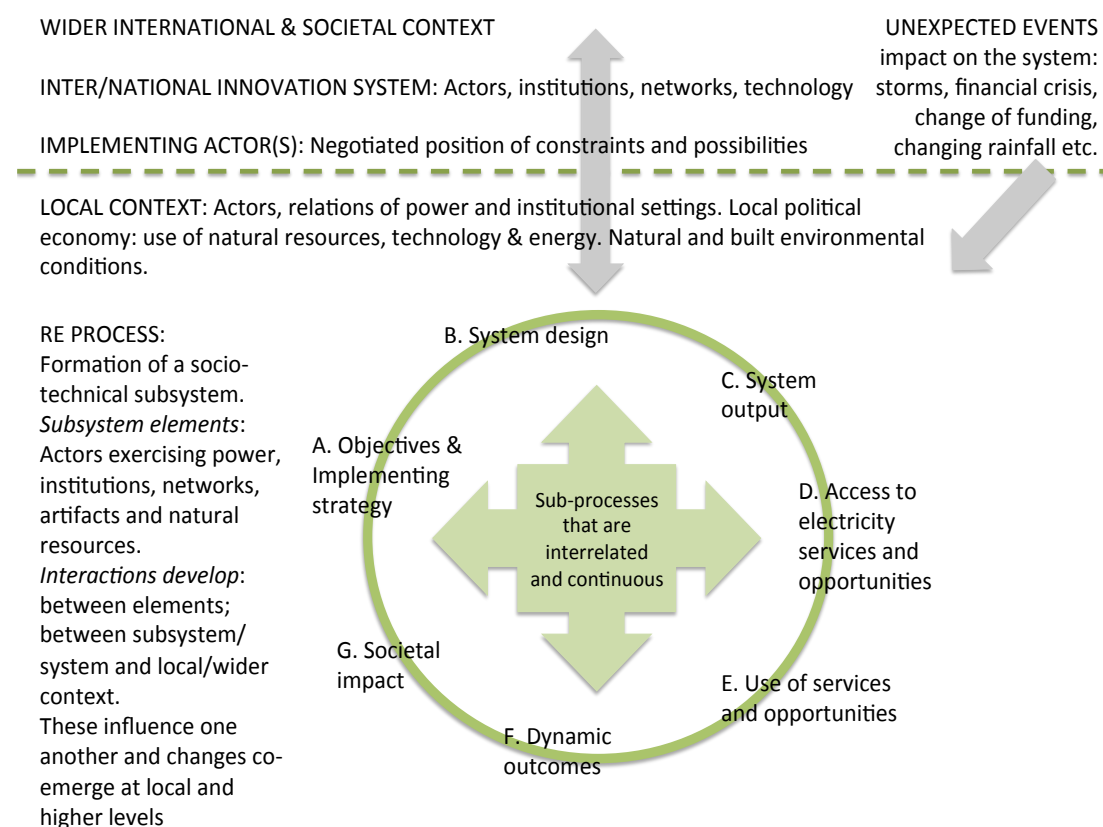 WIDER INTERNATIONAL & SOCIETAL CONTEXT
INTER/NATIONAL INNOVATION SYSTEM: Actors, institutions, networks, technology
IMPLEMENTING ACTOR(S): Negotiated position of constraints and possibilities
UNEXPECTED EVENTS
impact on the system:
storms, financial crisis,
change of funding,
changing rainfall etc.
LOCAL CONTEXT: Actors, relations of power and institutional settings. Local political
economy: use of natural resources, technology & energy. Natural and built environmental
conditions.
RE PROCESS:
Formation of a socio-
technical subsystem.
Subsystem elements:
Actors exercising power,
institutions, networks,
artifacts and natural
resources.
Interactions develop:
between elements;
between subsystem/
system and local/wider
context.
These influence one
another and changes co-
emerge at local and
higher levels
A. Objectives &
Implementing
strategy
B. System design
C. System
output
D. Access to
electricity
services and
opportunities
E. Use of services
and opportunities
F. Dynamic
outcomes
G. Societal
impact
Sub-processes
that are
interrelated
and continuous